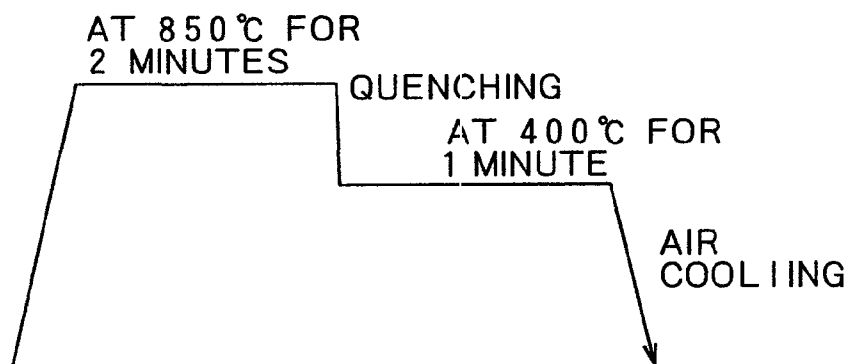 AT 850℃ FOR
2 MINUTES
QUENCHING
AT 400℃ FOR
1 MINUTE
AIR
COOLIING